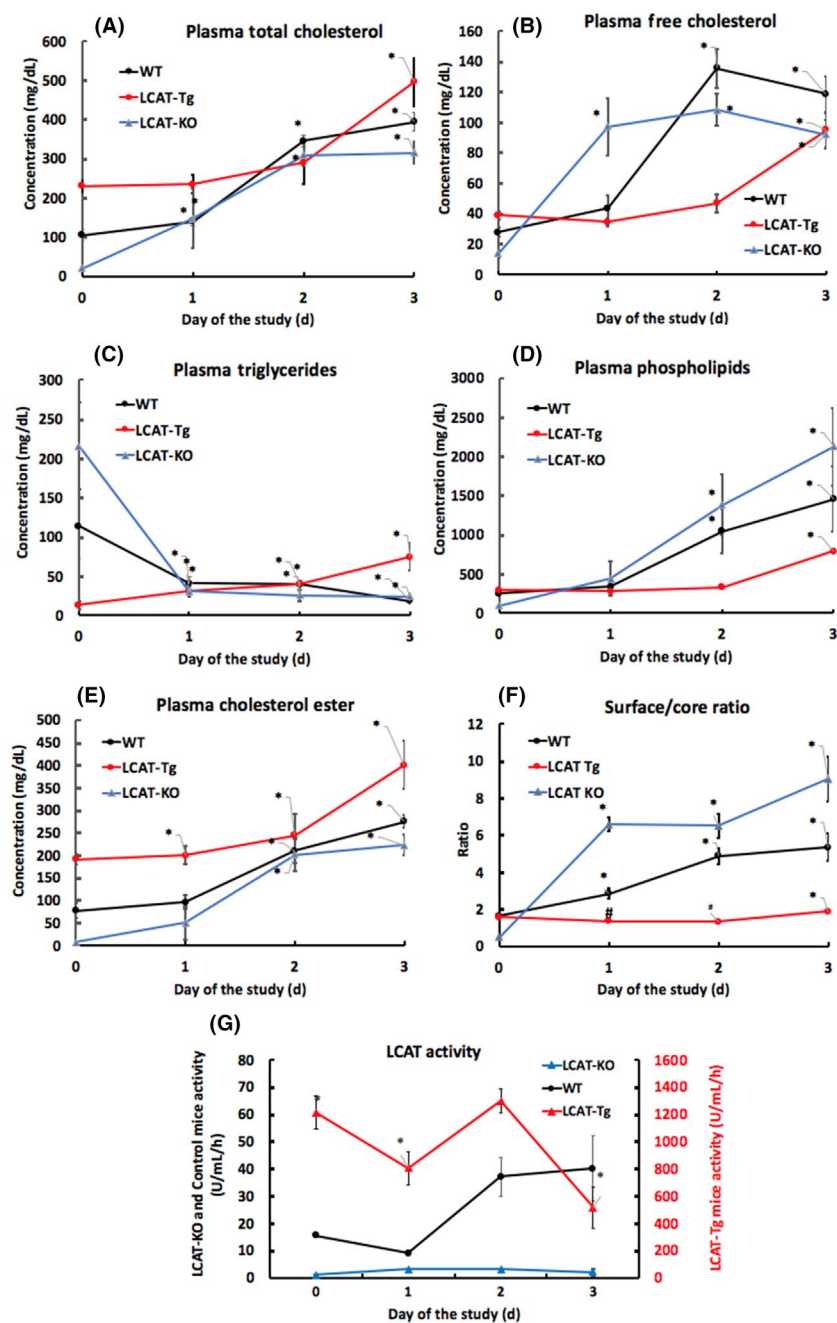 (A)
Plasma total cholesterol
Concentration (mg/dL)
600
500
400
300
200
100
0
WT
LCAT-Tg
LCAT-KO
* * * * * * *
0 1 2 3
Day of the study (d)
(B)
Plasma free cholesterol
Concentration (mg/dL)
160
140
120
100
80
60
40
20
0
* * * * * *
WT
LCAT-Tg
LCAT-KO
0 1 2 3
Day of the study (d)
(C)
Plasma triglycerides
Concentration (mg/dL)
300
250
200
150
100
50
0
WT
LCAT-Tg
LCAT-KO
* * * * * * * * *
0 1 2 3
Day of the study (d)
(D)
Plasma phospholipids
Concentration (mg/dL)
3000
2500
2000
1500
1000
500
0
WT
LCAT-Tg
LCAT-KO
* * * * *
0 1 2 3
Day of the study (d)
(E)
Plasma cholesterol ester
Concentration (mg/dL)
500
450
400
350
300
250
200
150
100
50
0
WT
LCAT-Tg
LCAT-KO
* * * * * * *
0 1 2 3
Day of the study (d)
(F)
Surface/core ratio
Ratio
12
10
8
6
4
2
0
WT
LCAT Tg
LCAT KO
* * * * * * *
# #
0 1 2 3
Day of the study (d)
(G)
LCAT activity
LCAT-KO and Control mice activity
(U/mL/h)
80
70
60
50
40
30
20
10
0
LCAT-KO
WT
LCAT-Tg
* * *
1600
1400
1200
1000
800
600
400
200
0
LCAT-Tg mice activity (U/mL/h)
0 1 2 3
Day of the study (d)